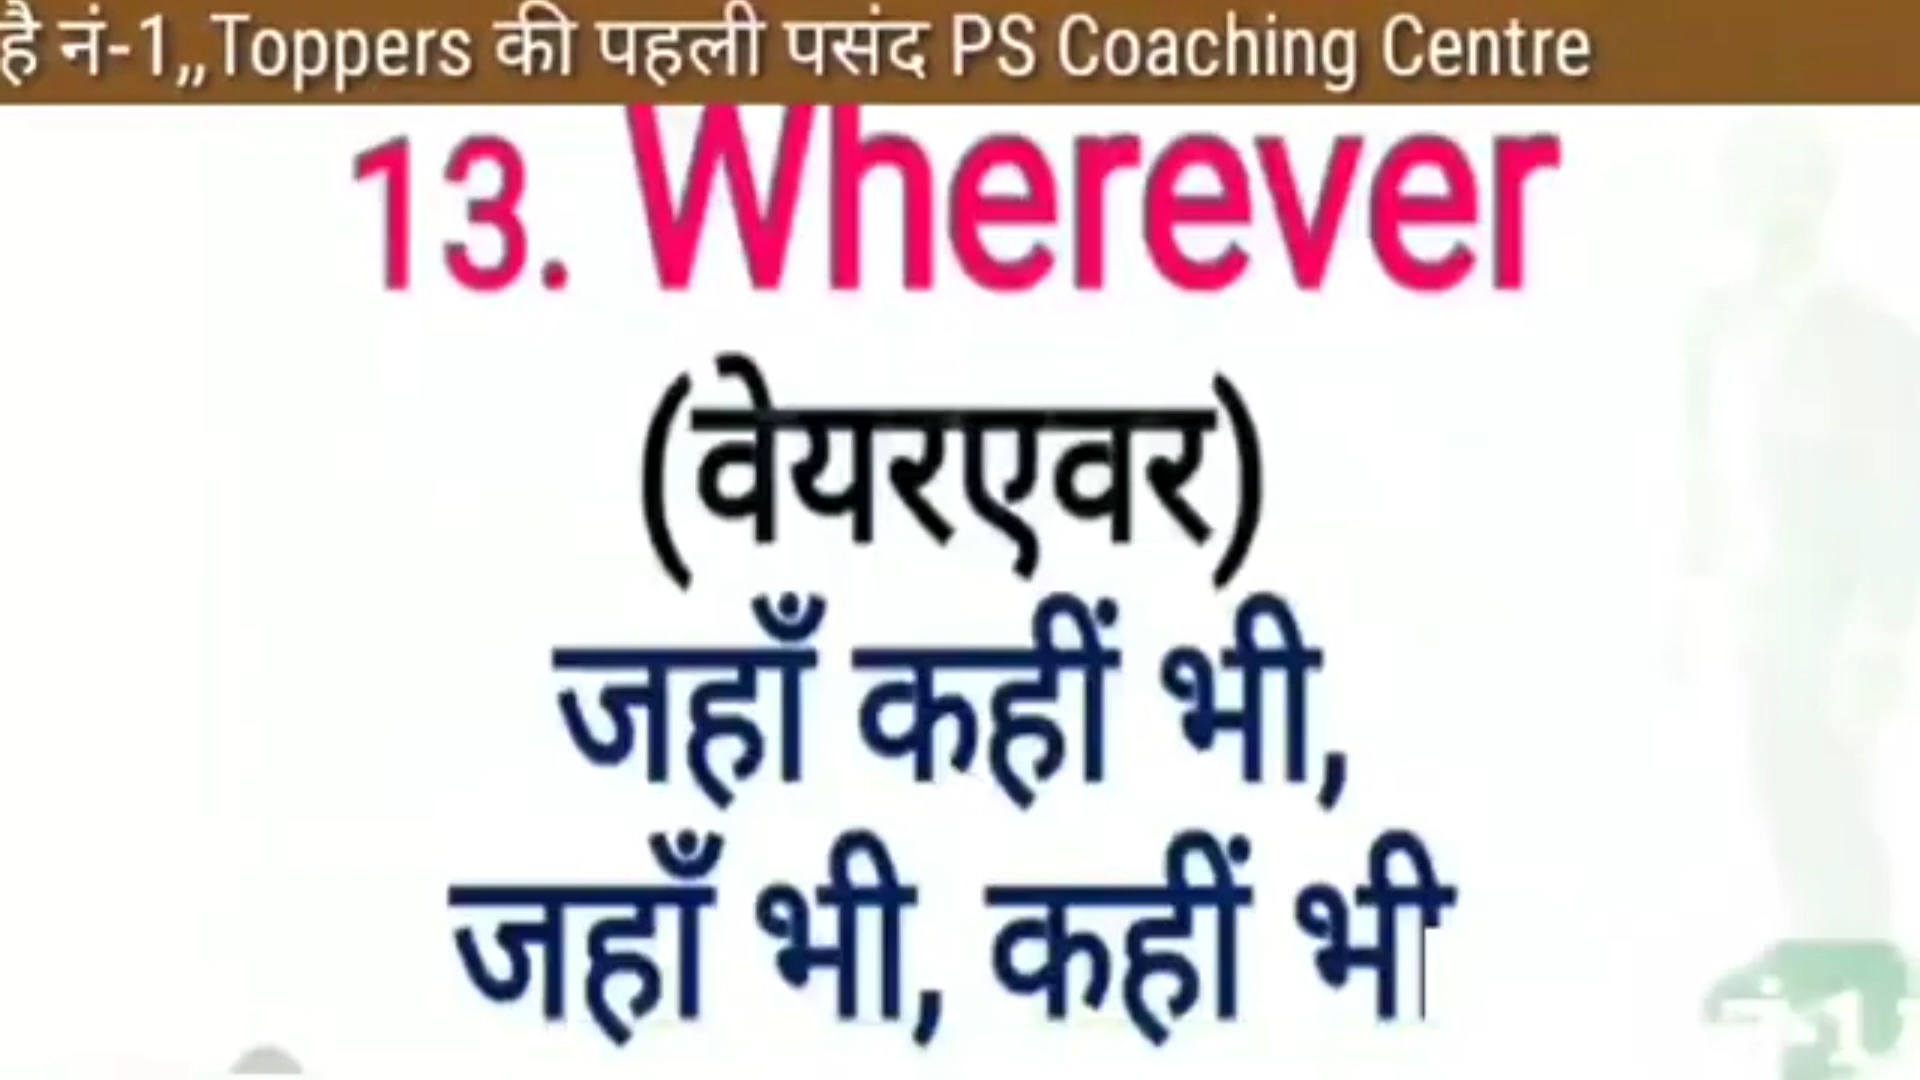 है नं-1,,Toppers की पहली पसंद PS Coaching Centre
13. Wherever
(वेयरएवर)
जहाँ कहीं भी,
जहाँ भी, कहीं भी